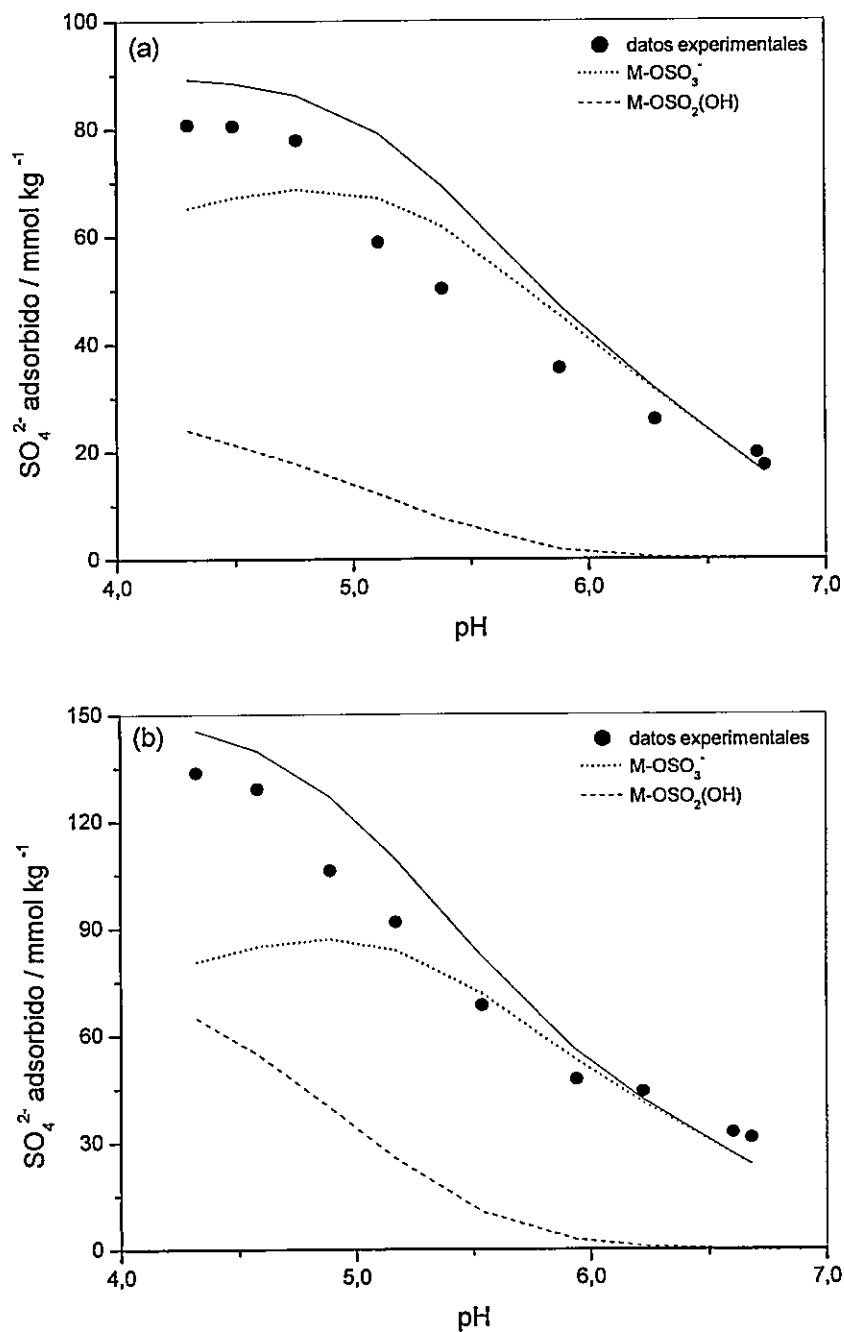 (a)
datos experimentales
M-OSO₃⁻
M-OSO₂(OH)
100
80
60
40
20
0
SO₄²⁻ adsorbido / mmol kg⁻¹
4,0 5,0 6,0 7,0
pH
(b)
datos experimentales
M-OSO₃⁻
M-OSO₂(OH)
150
120
90
60
30
0
SO₄²⁻ adsorbido / mmol kg⁻¹
4,0 5,0 6,0 7,0
pH